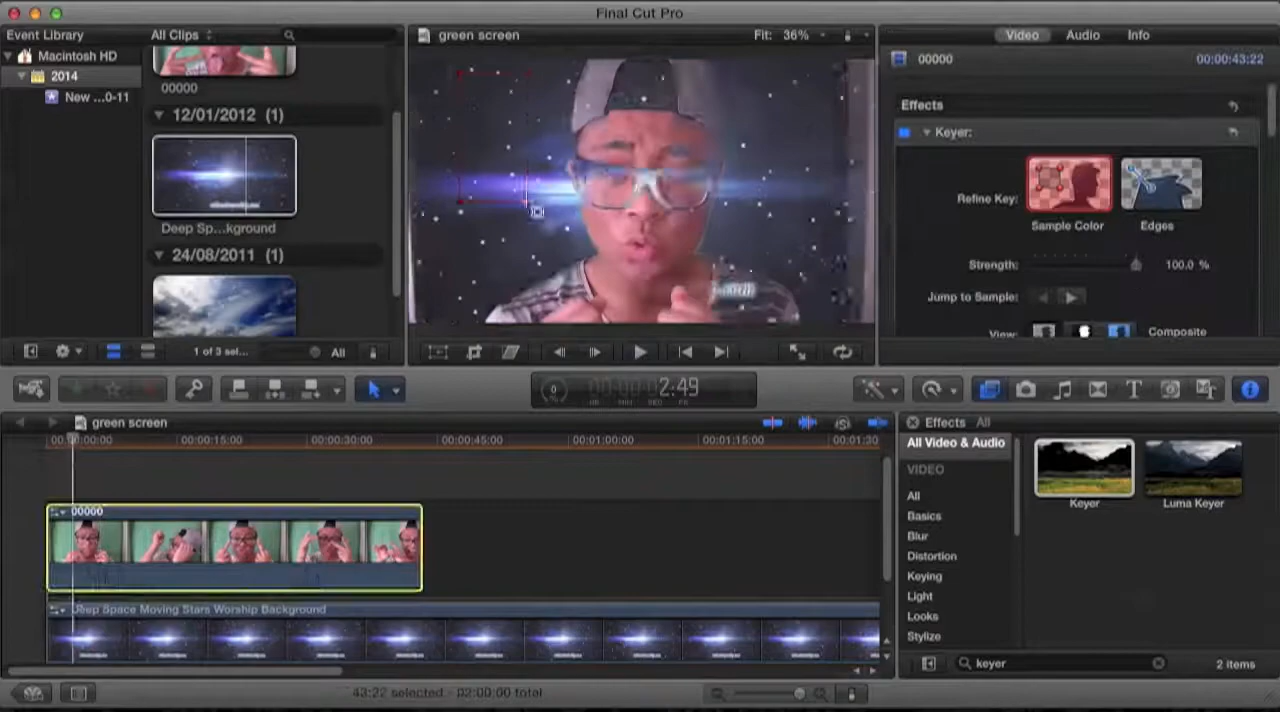 Final Cut Pro
Event Library
All Clips
green screen
Fit: 36%
Video
Audio
Info
Macintosh HD
2014
New ...0-11
00000
12/01/2012 (1)
Deep Sp...kground
24/08/2011 (1)
1 of 3 sel...
All
00000
00:00:43:22
Effects
Keyer:
Refine Key:
Sample Color
Edges
Strength:
100.0 %
Jump to Sample:
View:
Composite
2:49
green screen
00:00:15:00
00:00:30:00
00:00:45:00
00:01:00:00
00:01:15:00
00:01:30
00000
Deep Space Moving Stars Worship Background
Effects
All
All Video & Audio
VIDEO
All
Basics
Blur
Distortion
Keying
Light
Looks
Stylize
Keyer
Luma Keyer
keyer
2 items
43:22 selected - 02:00:00 total